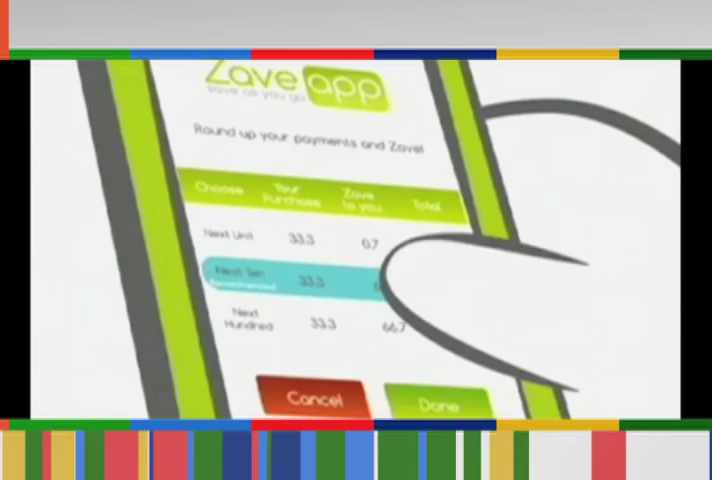 Zave app
save as you go
Round up your payments and Zave!
Choose Your Purchase Zave to you Total
Next Unit 33.3 0.7
Next Ten 33.3
Recommended
Next Hundred 33.3 66.7
Cancel Done